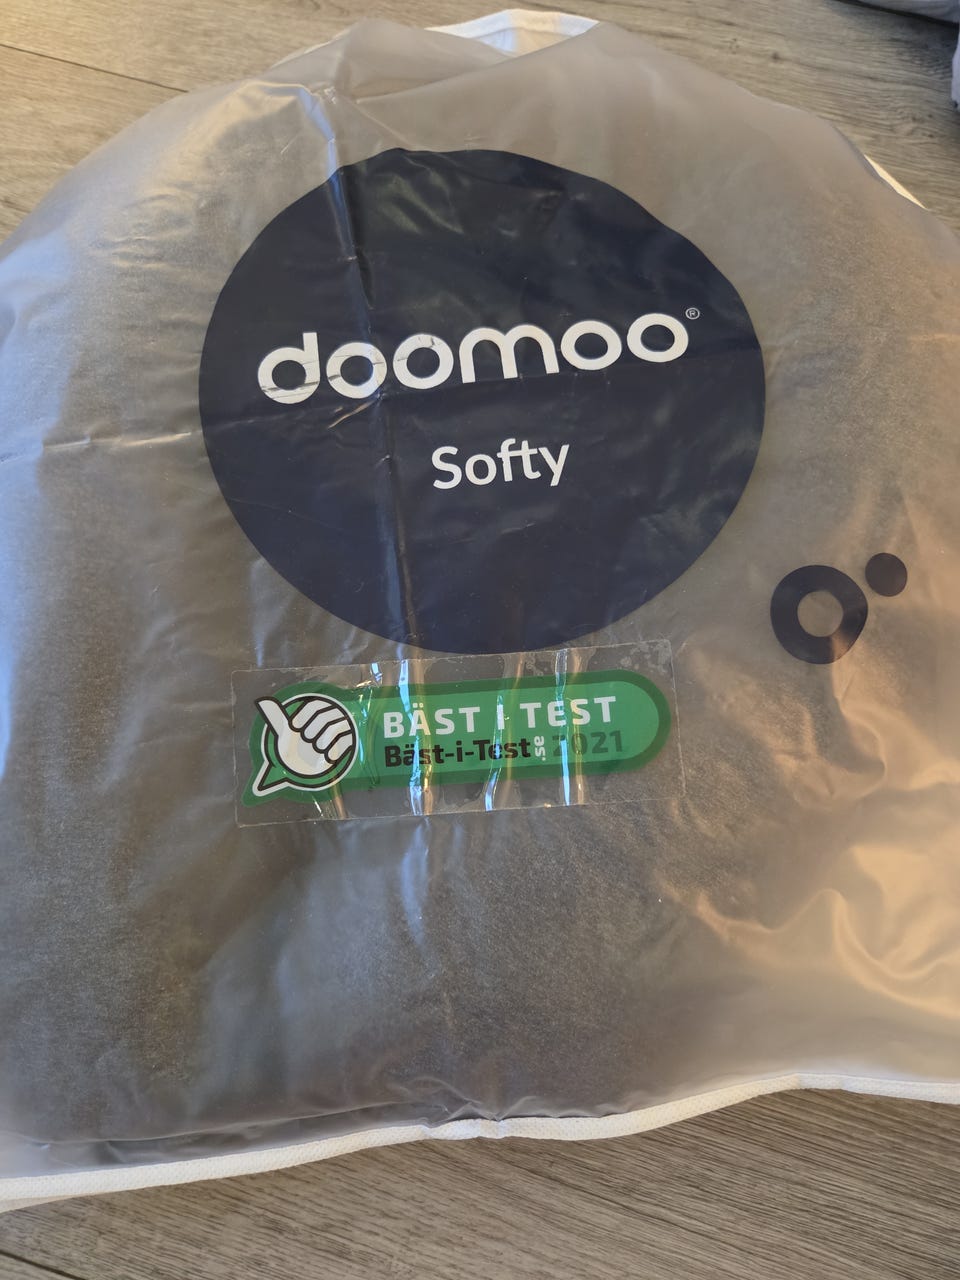 doomoo®
Softy
BÄST I TEST
Bäst-i-Test.se 2021